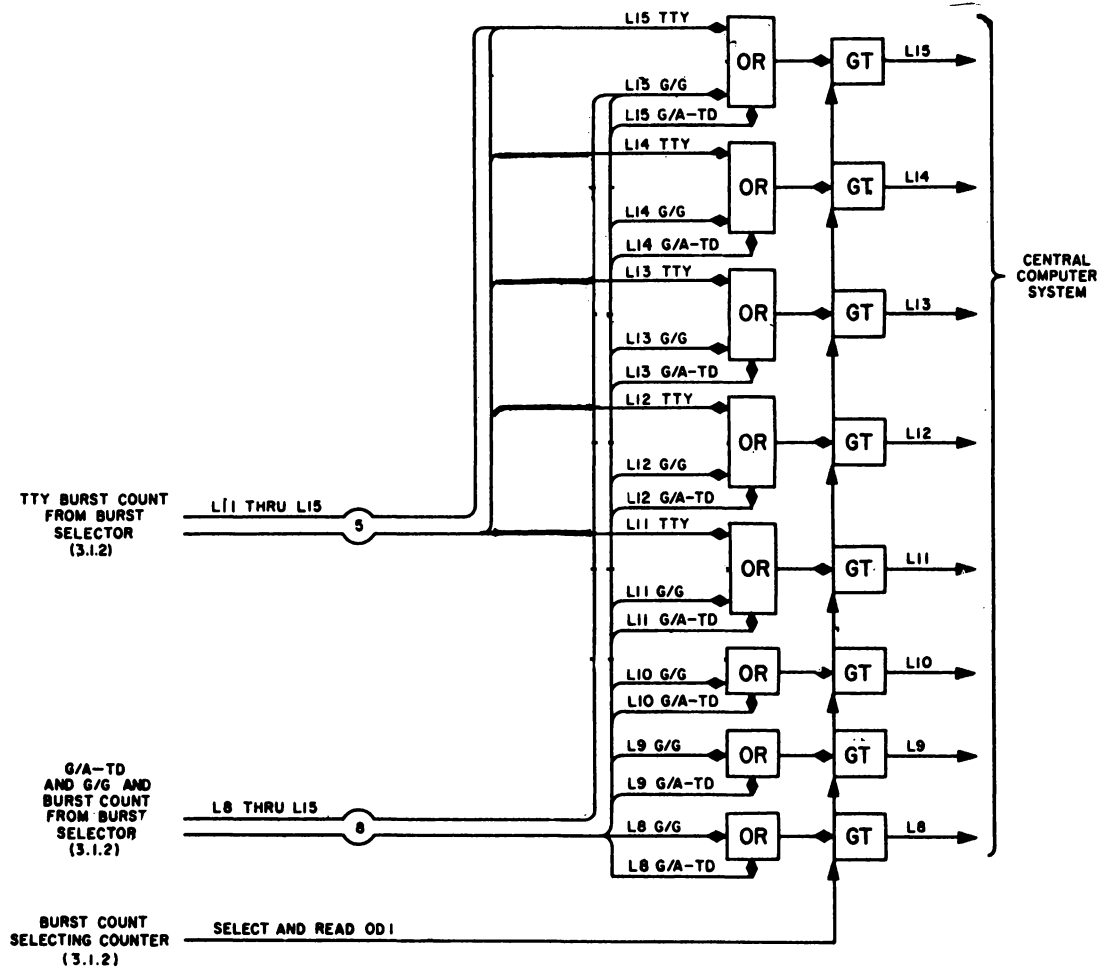 L15 TTY
OR
GT
L15
L15 G/G
L15 G/A-TD
L14 TTY
OR
GT
L14
L14 G/G
L14 G/A-TD
L13 TTY
OR
GT
L13
L13 G/G
L13 G/A-TD
CENTRAL
COMPUTER
SYSTEM
L12 TTY
OR
GT
L12
L12 G/G
L12 G/A-TD
TTY BURST COUNT
FROM BURST
SELECTOR
(3.1.2)
L11 THRU L15
5
L11 TTY
OR
GT
L11
L11 G/G
L11 G/A-TD
L10 G/G
OR
GT
L10
L10 G/A-TD
L9 G/G
OR
GT
L9
L9 G/A-TD
G/A-TD
AND G/G AND
BURST COUNT
FROM BURST
SELECTOR
(3.1.2)
L8 THRU L15
8
L8 G/G
OR
GT
L8
L8 G/A-TD
BURST COUNT
SELECTING COUNTER
(3.1.2)
SELECT AND READ OD 1